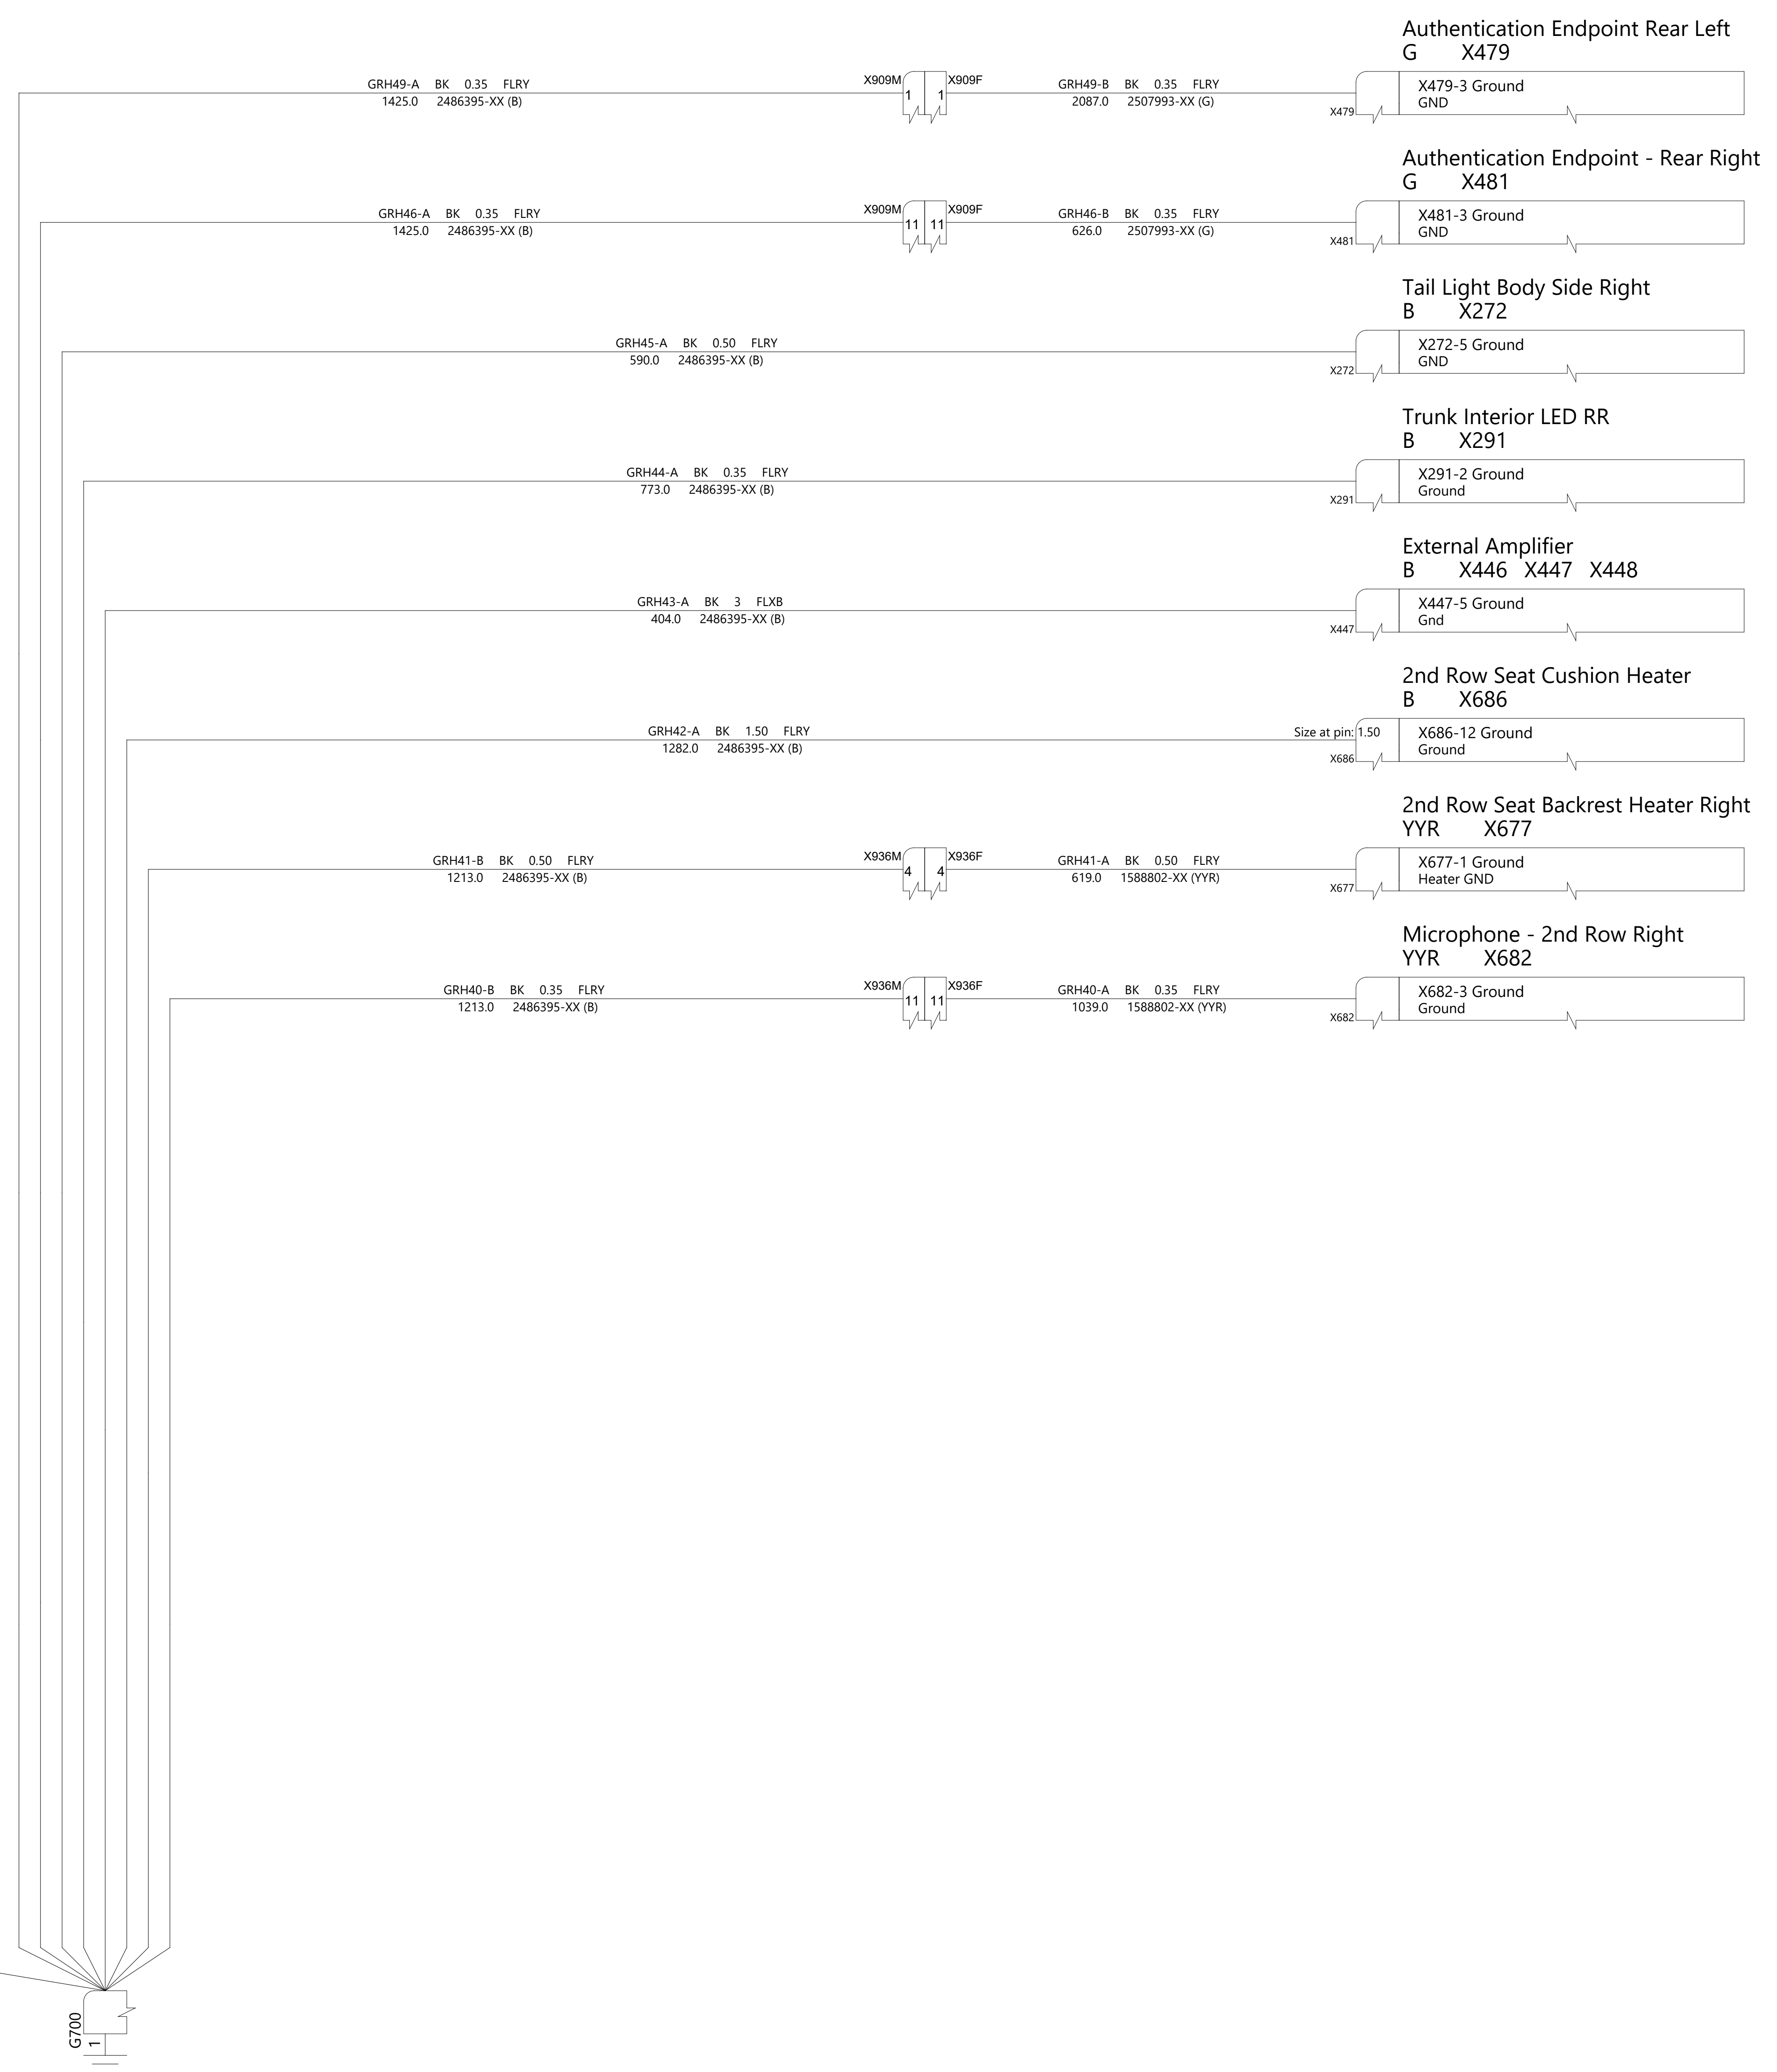 Authentication Endpoint Rear Left
G X479
GRH49-A BK 0.35 FLRY
1425.0 2486395-XX (B)
X909M 1 1 X909F
GRH49-B BK 0.35 FLRY
2087.0 2507993-XX (G)
X479
X479-3 Ground
GND
Authentication Endpoint - Rear Right
G X481
GRH46-A BK 0.35 FLRY
1425.0 2486395-XX (B)
X909M 11 11 X909F
GRH46-B BK 0.35 FLRY
626.0 2507993-XX (G)
X481
X481-3 Ground
GND
Tail Light Body Side Right
B X272
GRH45-A BK 0.50 FLRY
590.0 2486395-XX (B)
X272
X272-5 Ground
GND
Trunk Interior LED RR
B X291
GRH44-A BK 0.35 FLRY
773.0 2486395-XX (B)
X291
X291-2 Ground
Ground
External Amplifier
B X446 X447 X448
GRH43-A BK 3 FLXB
404.0 2486395-XX (B)
X447
X447-5 Ground
Gnd
2nd Row Seat Cushion Heater
B X686
GRH42-A BK 1.50 FLRY
1282.0 2486395-XX (B)
Size at pin: 1.50
X686
X686-12 Ground
Ground
2nd Row Seat Backrest Heater Right
YYR X677
GRH41-B BK 0.50 FLRY
1213.0 2486395-XX (B)
X936M 4 4 X936F
GRH41-A BK 0.50 FLRY
619.0 1588802-XX (YYR)
X677
X677-1 Ground
Heater GND
Microphone - 2nd Row Right
YYR X682
GRH40-B BK 0.35 FLRY
1213.0 2486395-XX (B)
X936M 11 11 X936F
GRH40-A BK 0.35 FLRY
1039.0 1588802-XX (YYR)
X682
X682-3 Ground
Ground
G700
1